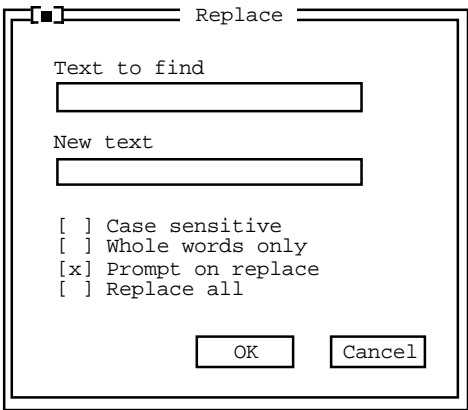 [■] Replace
Text to find
New text
[ ] Case sensitive
[ ] Whole words only
[x] Prompt on replace
[ ] Replace all
OK Cancel